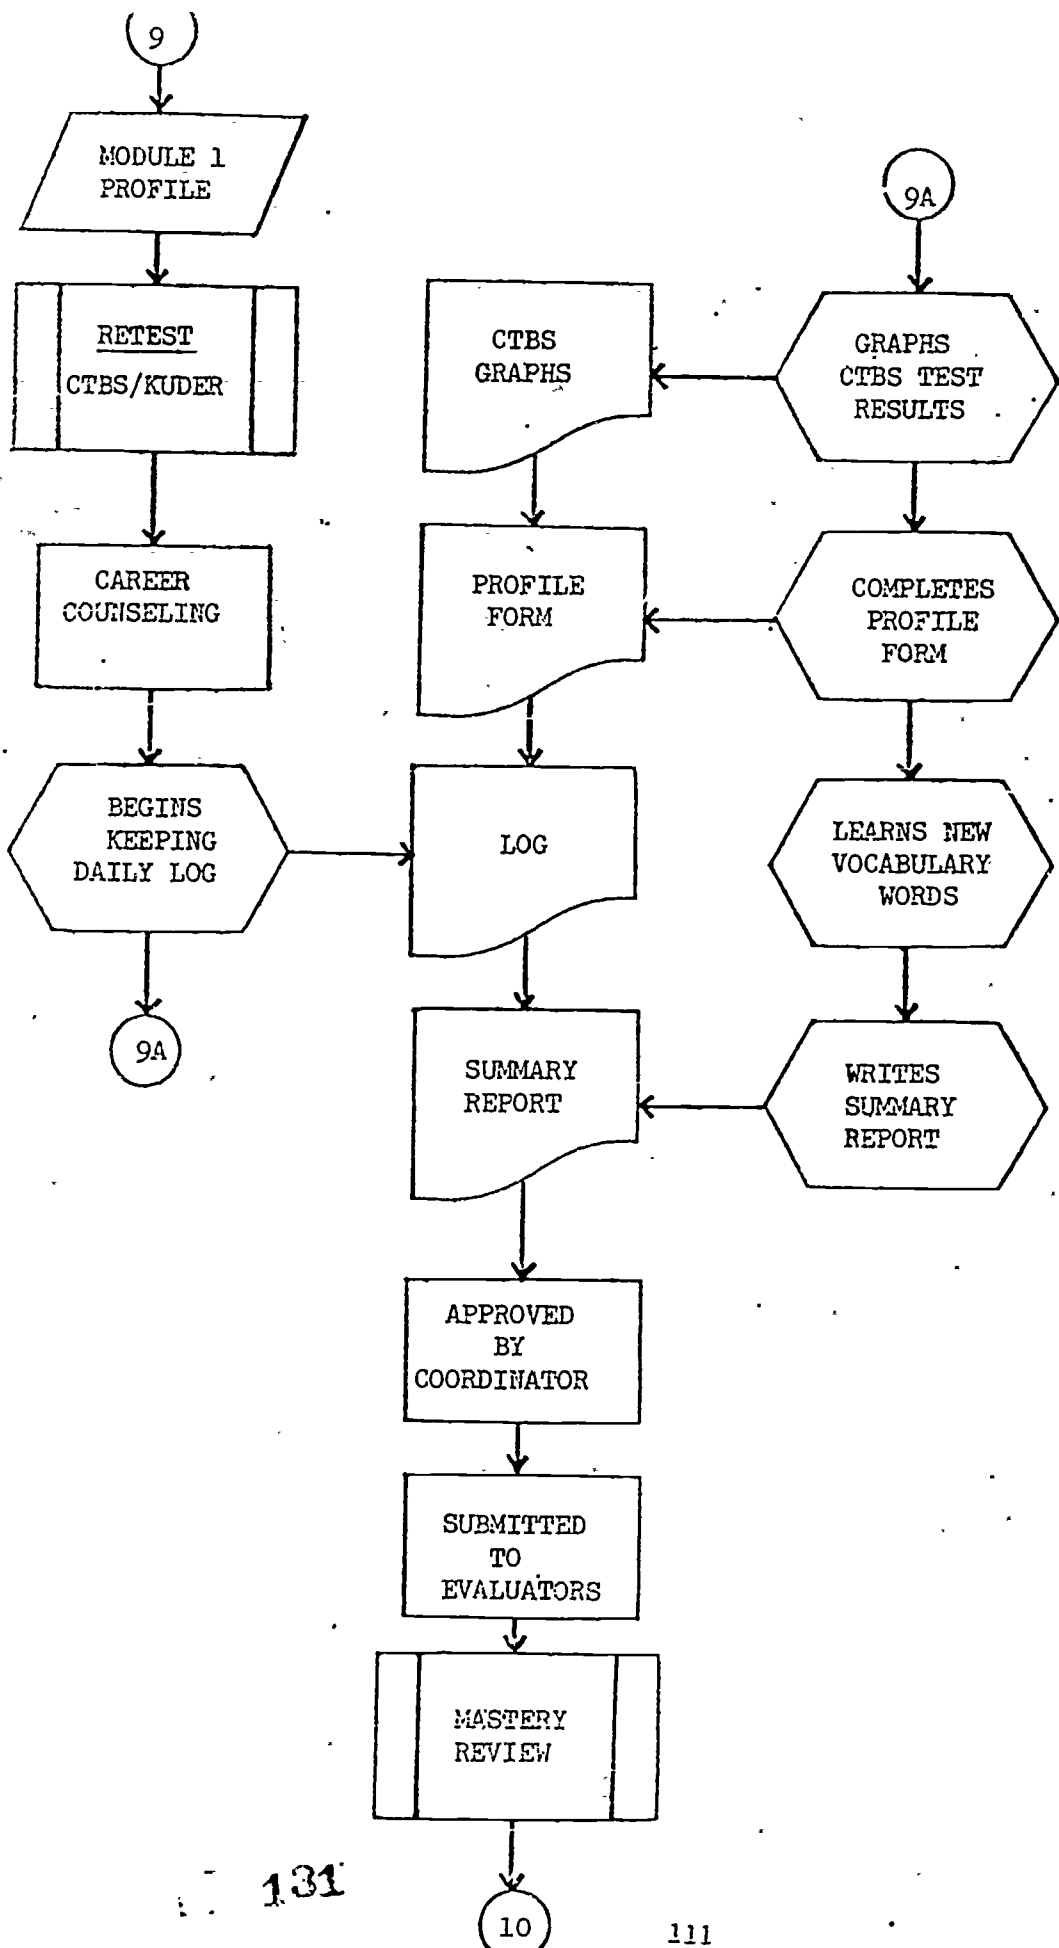 9
MODULE 1
PROFILE
RETEST
CTBS/KUDER
CAREER
COUNSELING
BEGINS
KEEPING
DAILY LOG
9A
9A
GRAPHS
CTBS TEST
RESULTS
CTBS
GRAPHS
COMPLETES
PROFILE
FORM
PROFILE
FORM
LEARNS NEW
VOCABULARY
WORDS
LOG
WRITES
SUMMARY
REPORT
SUMMARY
REPORT
APPROVED
BY
COORDINATOR
SUBMITTED
TO
EVALUATORS
MASTERY
REVIEW
10
131
111